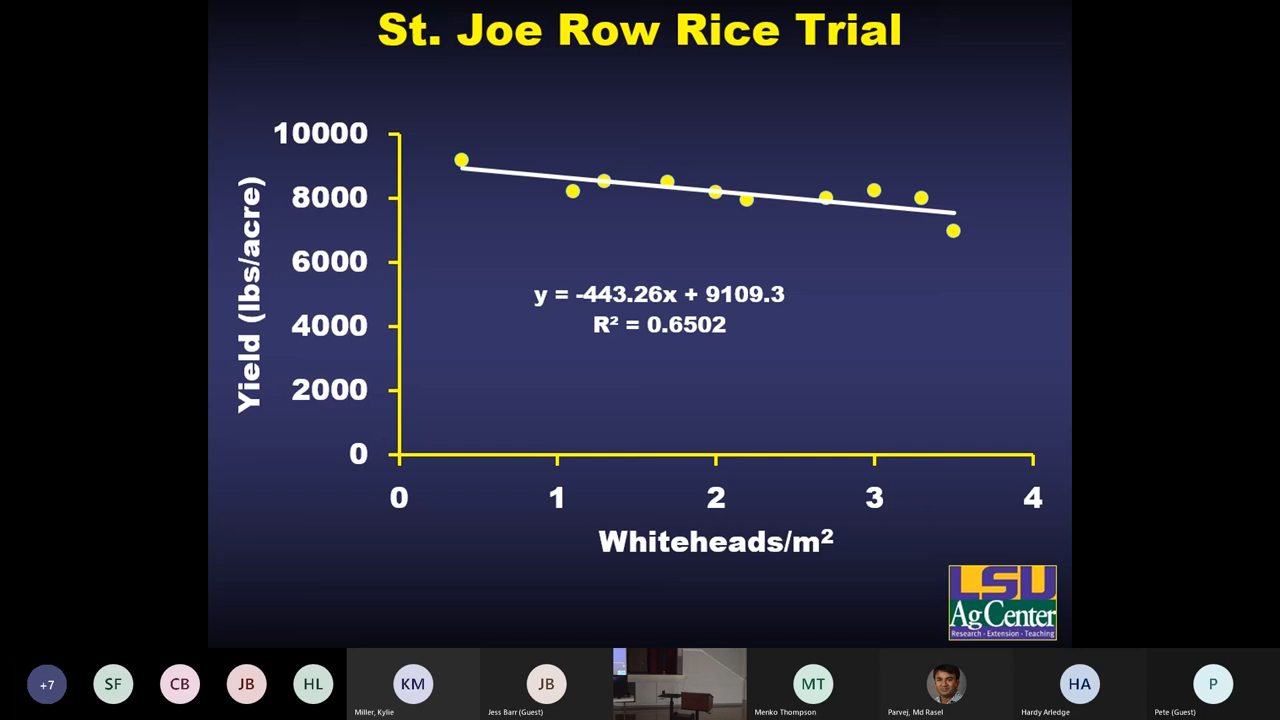 St. Joe Row Rice Trial
10000
8000
6000
4000
2000
0
Yield (lbs/acre)
y = -443.26x + 9109.3
R² = 0.6502
0 1 2 3 4
Whiteheads/m²
LSU
AgCenter
Research - Extension - Teaching
+7 SF CB JB HL KM JB MT HA P
Miller, Kylie Jess Barr (Guest) Menko Thompson Parvej, Md Rasel Hardy Arledge Pete (Guest)